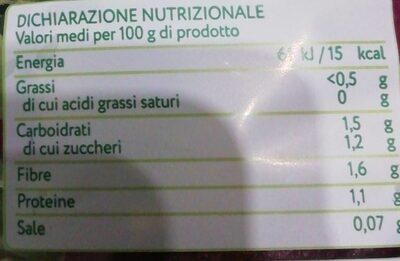 DICHIARAZIONE NUTRIZIONALE
Valori medi per 100 g di prodotto
Energia kJ / 15 kcal
Grassi <0,5 g
di cui acidi grassi saturi 0 g
Carboidrati 1,5 g
di cui zuccheri 1,2 g
Fibre 1,6 g
Proteine 1,1 g
Sale 0,07 g